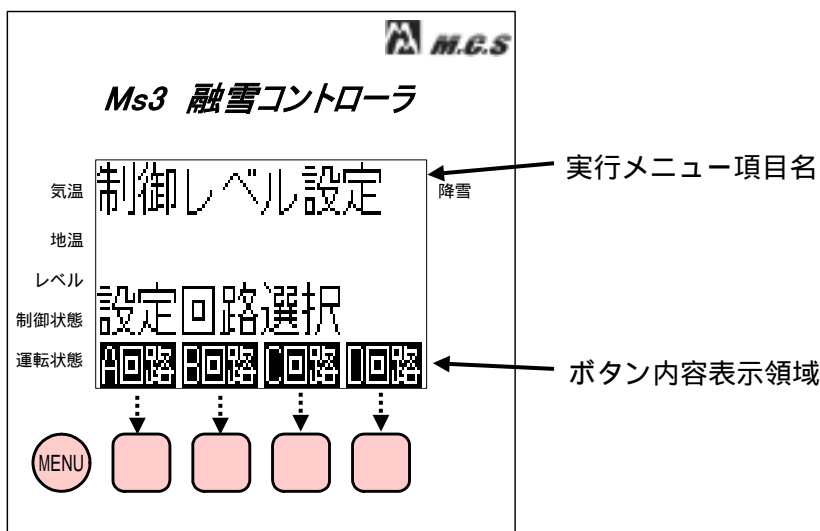 M.C.S
Ms3 融雪コントローラ
実行メニュー項目名
気温
制御レベル設定
降雪
地温
レベル
設定回路選択
制御状態
運転状態
A回路 B回路 C回路 D回路
ボタン内容表示領域
MENU